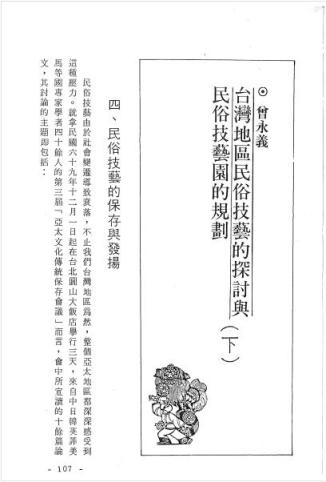 ◉ 曾永義
台灣地區民俗技藝的探討與
民俗技藝園的規劃(下)
四、民俗技藝的保存與發揚
民俗技藝由於社會變遷導致衰落，不止我們台灣地區為然，整個亞太地區都深深感受到
這種壓力。就拿民國六十九年十二月一日起在台北圓山大飯店舉行三天，來自中日韓菲美
馬等國專家學者四十餘人的第三屆「亞太文化傳統保存會議」而言，會中所宣讀的十餘篇論
文，其討論的主題即包括：
- 107 -